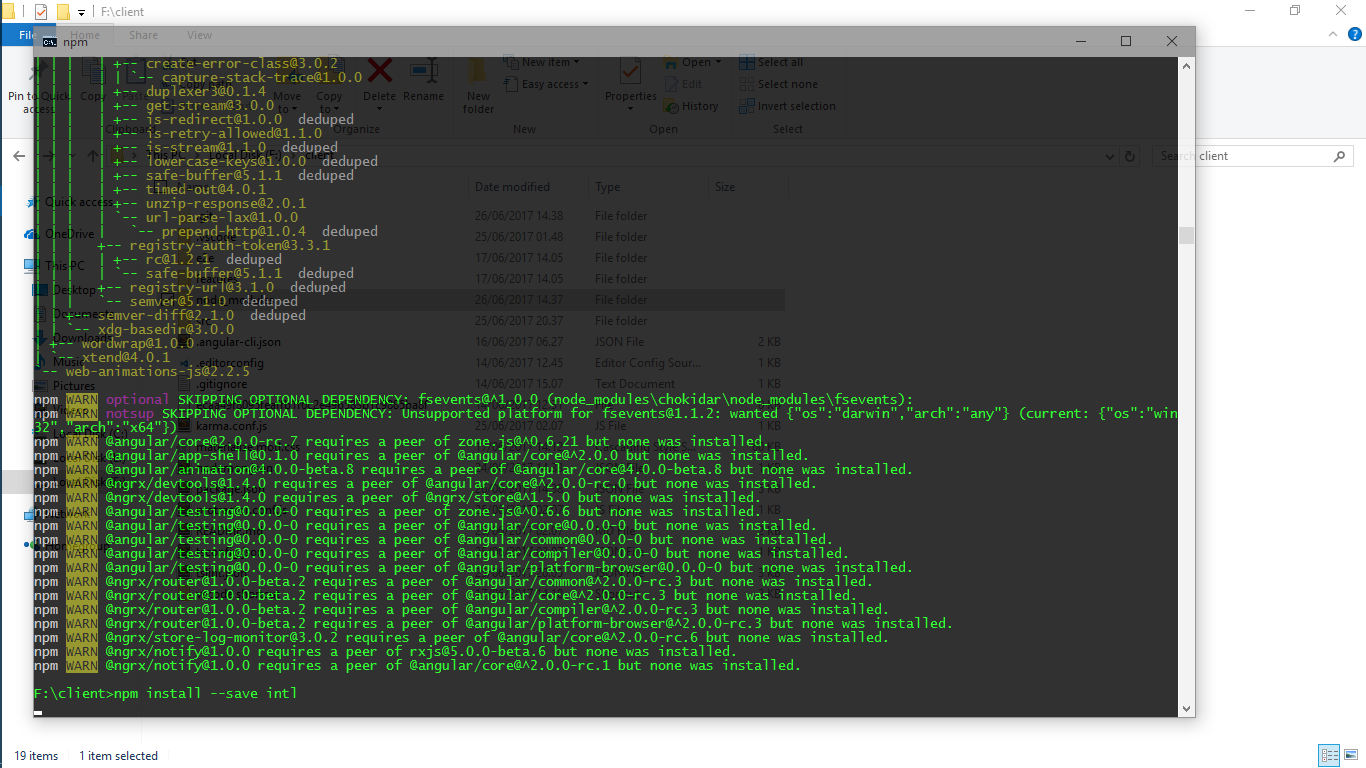 F:\client
File
Home
Share
View
npm
+-- create-error-class@3.0.2
| `-- capture-stack-trace@1.0.0
+-- duplexer3@0.1.4
+-- get-stream@3.0.0
+-- is-redirect@1.0.0  deduped
+-- is-retry-allowed@1.1.0
+-- is-stream@1.1.0  deduped
+-- lowercase-keys@1.0.0  deduped
+-- safe-buffer@5.1.1  deduped
+-- timed-out@4.0.1
+-- unzip-response@2.0.1
`-- url-parse-lax@1.0.0
`-- prepend-http@1.0.4  deduped
+-- registry-auth-token@3.3.1
| +-- rc@1.2.1  deduped
| `-- safe-buffer@5.1.1  deduped
+-- registry-url@3.1.0  deduped
`-- semver@5.1.0  deduped
+-- semver-diff@2.1.0  deduped
`-- xdg-basedir@3.0.0
+-- wordwrap@1.0.0
`-- xtend@4.0.1
-- web-animations-js@2.2.5
npm WARN optional SKIPPING OPTIONAL DEPENDENCY: fsevents@^1.0.0 (node_modules\chokidar\node_modules\fsevents):
npm WARN notsup SKIPPING OPTIONAL DEPENDENCY: Unsupported platform for fsevents@1.1.2: wanted {"os":"darwin","arch":"any"} (current: {"os":"win
32","arch":"x64"})
npm WARN @angular/core@2.0.0-rc.7 requires a peer of zone.js@^0.6.21 but none was installed.
npm WARN @angular/app-shell@0.1.0 requires a peer of @angular/core@^2.0.0 but none was installed.
npm WARN @angular/animation@4.0.0-beta.8 requires a peer of @angular/core@4.0.0-beta.8 but none was installed.
npm WARN @ngrx/devtools@1.4.0 requires a peer of @angular/core@^2.0.0-rc.0 but none was installed.
npm WARN @ngrx/devtools@1.4.0 requires a peer of @ngrx/store@^1.5.0 but none was installed.
npm WARN @angular/testing@0.0.0-0 requires a peer of zone.js@^0.6.6 but none was installed.
npm WARN @angular/testing@0.0.0-0 requires a peer of @angular/core@0.0.0-0 but none was installed.
npm WARN @angular/testing@0.0.0-0 requires a peer of @angular/common@0.0.0-0 but none was installed.
npm WARN @angular/testing@0.0.0-0 requires a peer of @angular/compiler@0.0.0-0 but none was installed.
npm WARN @angular/testing@0.0.0-0 requires a peer of @angular/platform-browser@0.0.0-0 but none was installed.
npm WARN @ngrx/router@1.0.0-beta.2 requires a peer of @angular/common@^2.0.0-rc.3 but none was installed.
npm WARN @ngrx/router@1.0.0-beta.2 requires a peer of @angular/core@^2.0.0-rc.3 but none was installed.
npm WARN @ngrx/router@1.0.0-beta.2 requires a peer of @angular/compiler@^2.0.0-rc.3 but none was installed.
npm WARN @ngrx/router@1.0.0-beta.2 requires a peer of @angular/platform-browser@^2.0.0-rc.3 but none was installed.
npm WARN @ngrx/store-log-monitor@3.0.2 requires a peer of @angular/core@^2.0.0-rc.6 but none was installed.
npm WARN @ngrx/notify@1.0.0 requires a peer of rxjs@5.0.0-beta.6 but none was installed.
npm WARN @ngrx/notify@1.0.0 requires a peer of @angular/core@^2.0.0-rc.1 but none was installed.
F:\client>npm install --save intl
Pin to Quick access
Copy
Move to
Copy to
Delete
Rename
New folder
New item
Easy access
Properties
Open
Edit
History
Select all
Select none
Invert selection
Organize
New
Open
Select
This PC
Local Disk (F:)
client
Search client
Date modified
Type
Size
26/06/2017 14.38 File folder
.vscode 25/06/2017 01.48 File folder
17/06/2017 14.05 File folder
17/06/2017 14.05 File folder
26/06/2017 14.37 File folder
25/06/2017 20.37 File folder
.angular-cli.json 16/06/2017 06.27 JSON File 2 KB
.editorconfig 14/06/2017 12.45 Editor Config Sour... 1 KB
.gitignore 14/06/2017 15.07 Text Document 1 KB
karma.conf.js 25/06/2017 02.07 JS File 1 KB
Quick access
OneDrive
This PC
Desktop
Documents
Downloads
Music
Pictures
19 items
1 item selected